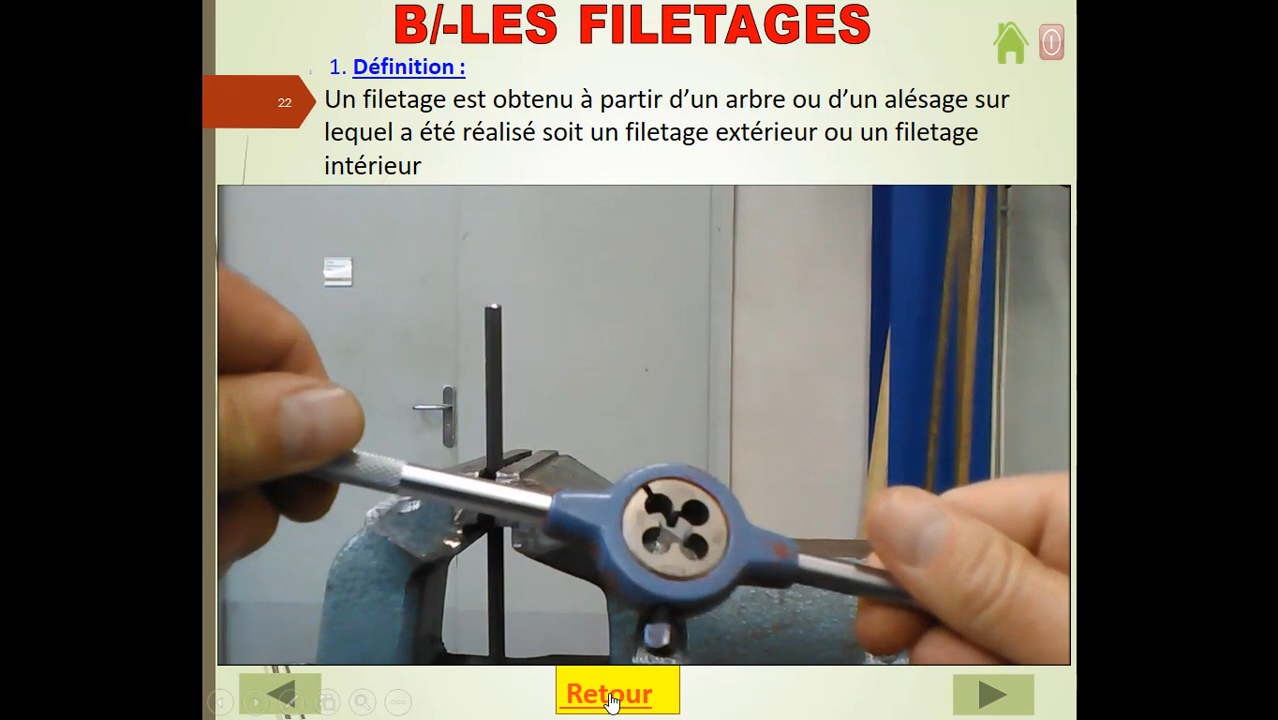 B/-LES FILETAGES
1. Définition :
22
Un filetage est obtenu à partir d’un arbre ou d’un alésage sur
lequel a été réalisé soit un filetage extérieur ou un filetage
intérieur
Retour